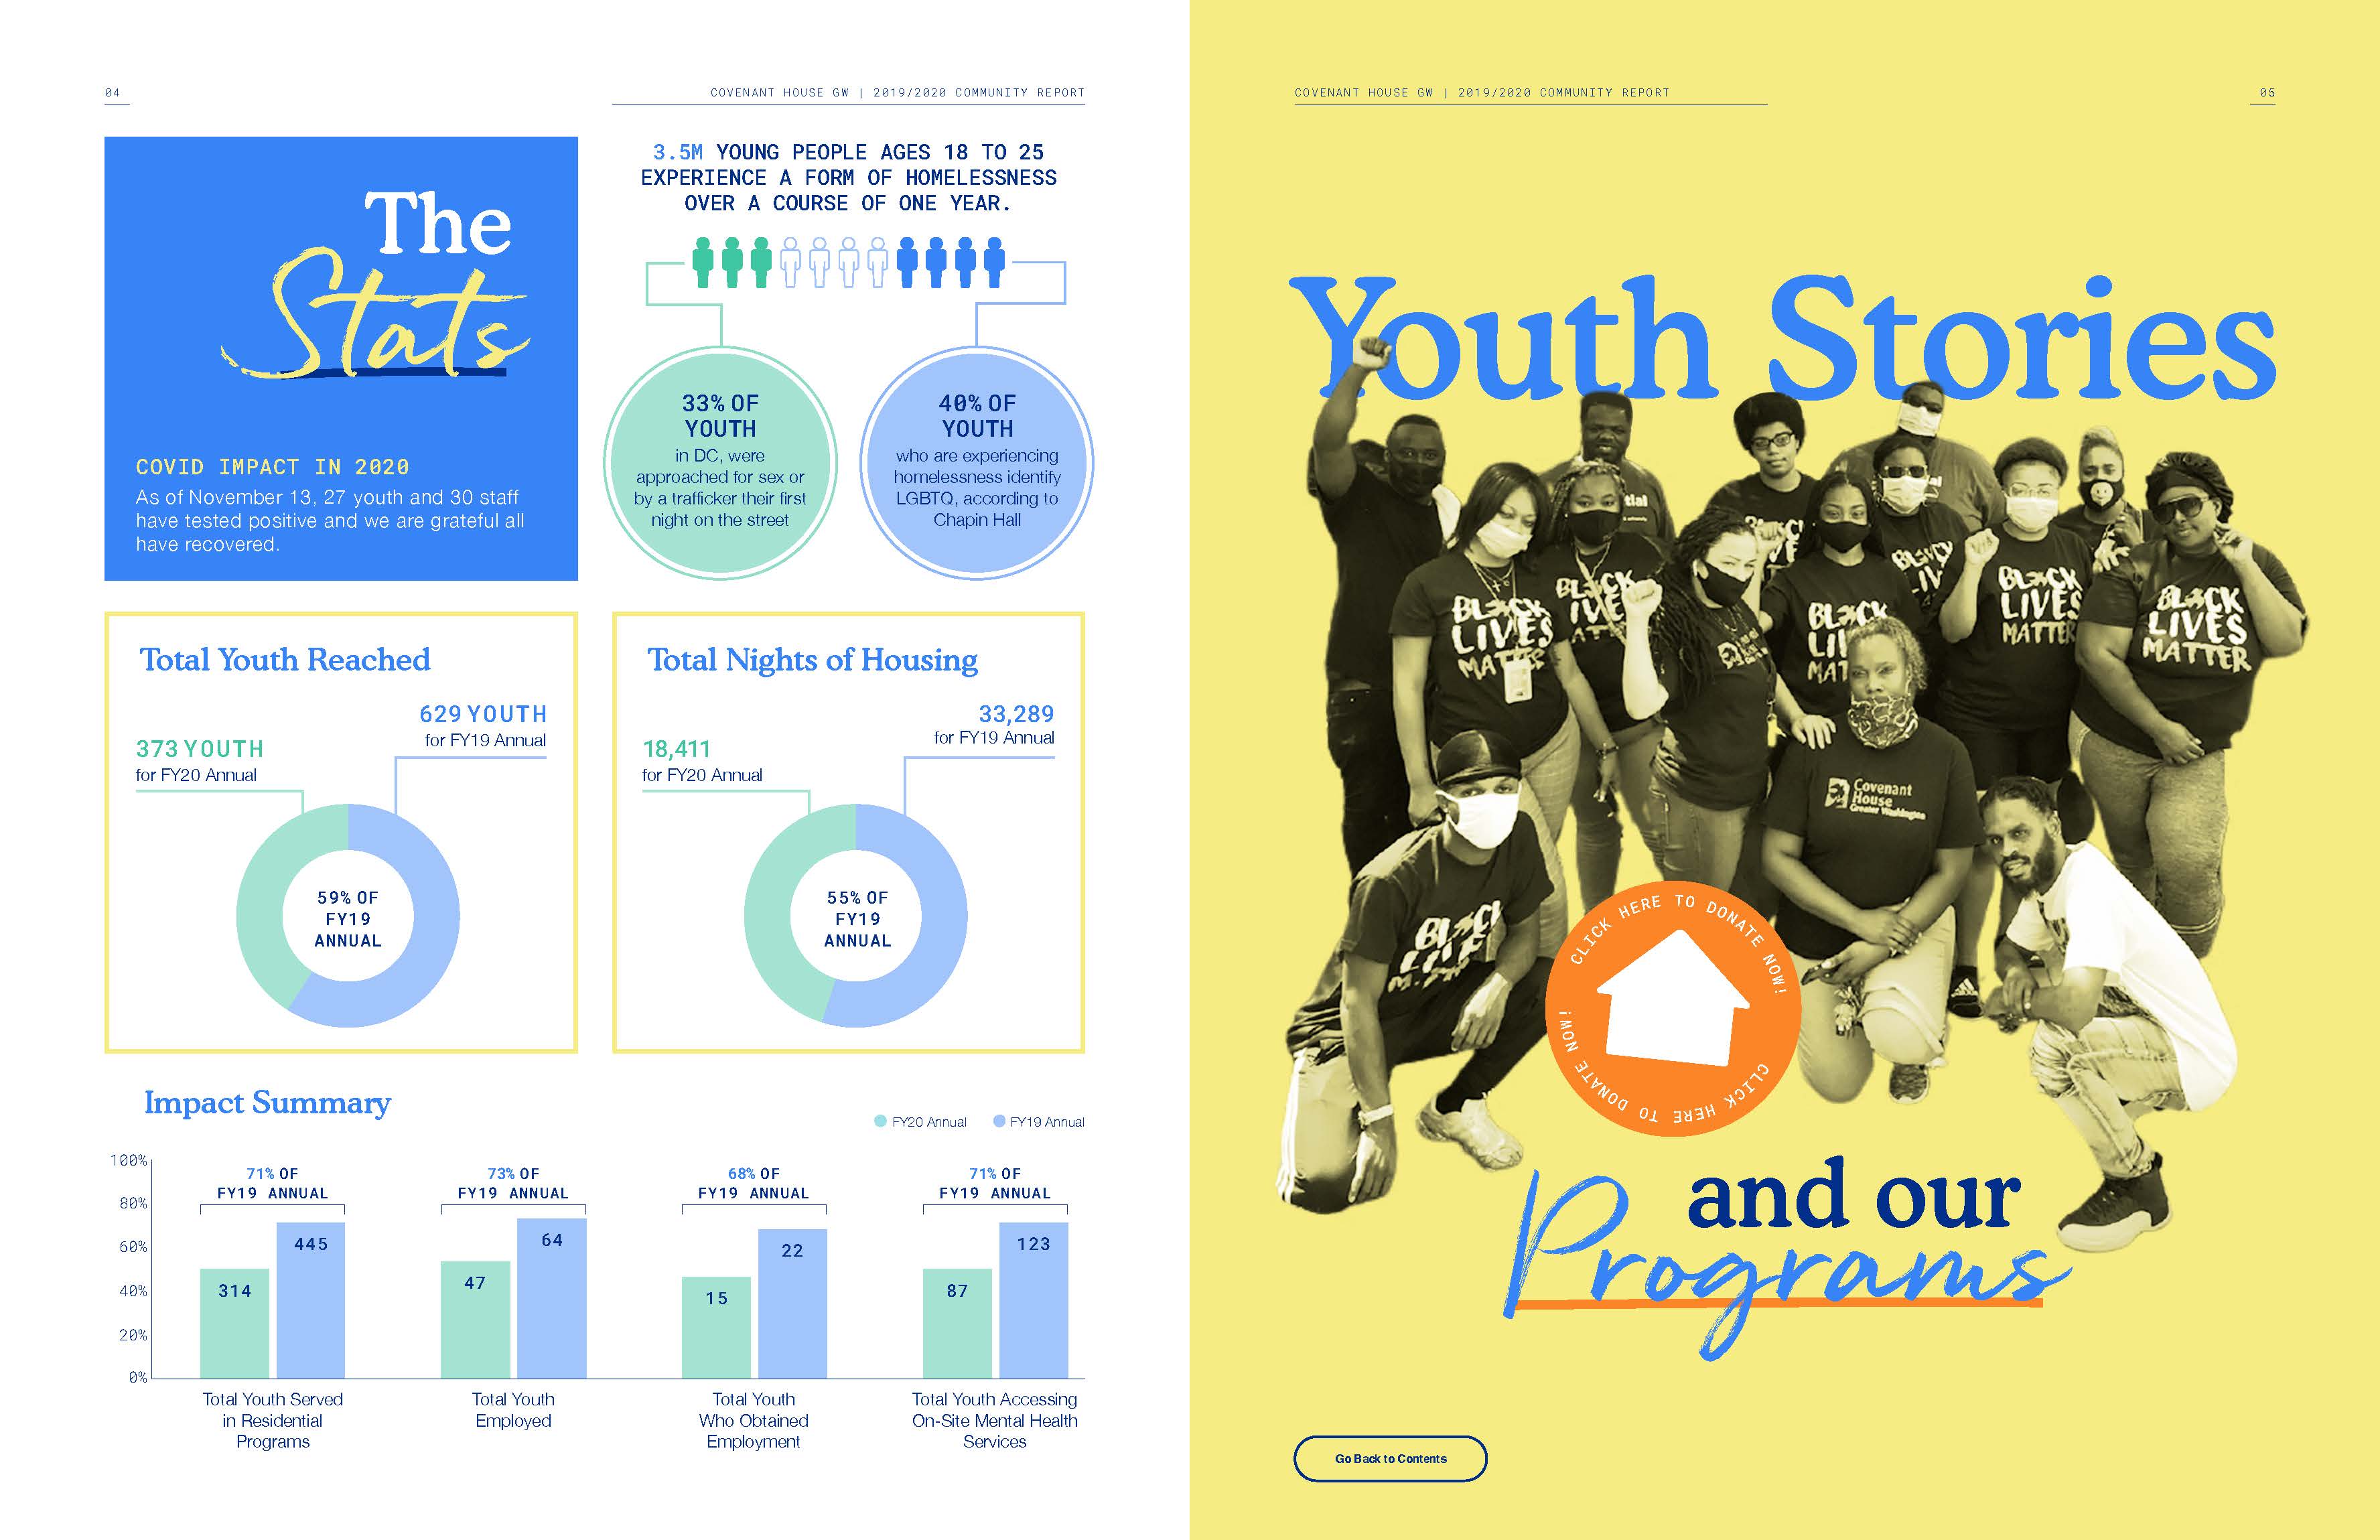 04
COVENANT HOUSE GW | 2019/2020 COMMUNITY REPORT
The
Stats
COVID IMPACT IN 2020
As of November 13, 27 youth and 30 staff
have tested positive and we are grateful all
have recovered.
3.5M YOUNG PEOPLE AGES 18 TO 25
EXPERIENCE A FORM OF HOMELESSNESS
OVER A COURSE OF ONE YEAR.
33% OF
YOUTH
in DC, were
approached for sex or
by a trafficker their first
night on the street
40% OF
YOUTH
who are experiencing
homelessness identify
LGBTQ, according to
Chapin Hall
Total Youth Reached
629 YOUTH
for FY19 Annual
373 YOUTH
for FY20 Annual
59% OF
FY19
ANNUAL
Total Nights of Housing
33,289
for FY19 Annual
18,411
for FY20 Annual
55% OF
FY19
ANNUAL
Impact Summary
FY20 Annual
FY19 Annual
100%
80%
60%
40%
20%
0%
71% OF
FY19 ANNUAL
314
445
Total Youth Served
in Residential
Programs
73% OF
FY19 ANNUAL
47
64
Total Youth
Employed
68% OF
FY19 ANNUAL
15
22
Total Youth
Who Obtained
Employment
71% OF
FY19 ANNUAL
87
123
Total Youth Accessing
On-Site Mental Health
Services
COVENANT HOUSE GW | 2019/2020 COMMUNITY REPORT
05
Youth Stories
BLACK
LIVES
MATTER
BLACK
LIVES
MATTER
BLACK
LIVES
MATTER
Covenant
House
Greater Washington
CLICK HERE TO DONATE NOW!
CLICK HERE TO DONATE NOW!
and our
Programs
Go Back to Contents